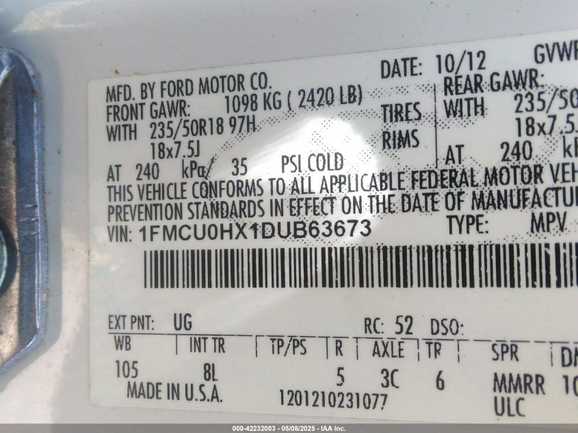 DATE: 10/12 GVWR
MFD. BY FORD MOTOR CO.
FRONT GAWR: 1098 KG ( 2420 LB) REAR GAWR:
WITH 235/50R18 97H TIRES WITH 235/50
18x7.5J RIMS 18x7.5
AT 240 kPa/ 35 PSI COLD AT 240
THIS VEHICLE CONFORMS TO ALL APPLICABLE FEDERAL MOTOR VEH
PREVENTION STANDARDS IN EFFECT ON THE DATE OF MANUFACTU
VIN: 1FMCU0HX1DUB63673 TYPE: MPV
EXT PNT: UG RC: 52 DSO:
WB INT TR TP/PS R AXLE TR SPR
105 8L 5 3C 6 MMRR
MADE IN U.S.A. 1201210231077 ULC
000-42232003 - 05/08/2025 - IAA, Inc.